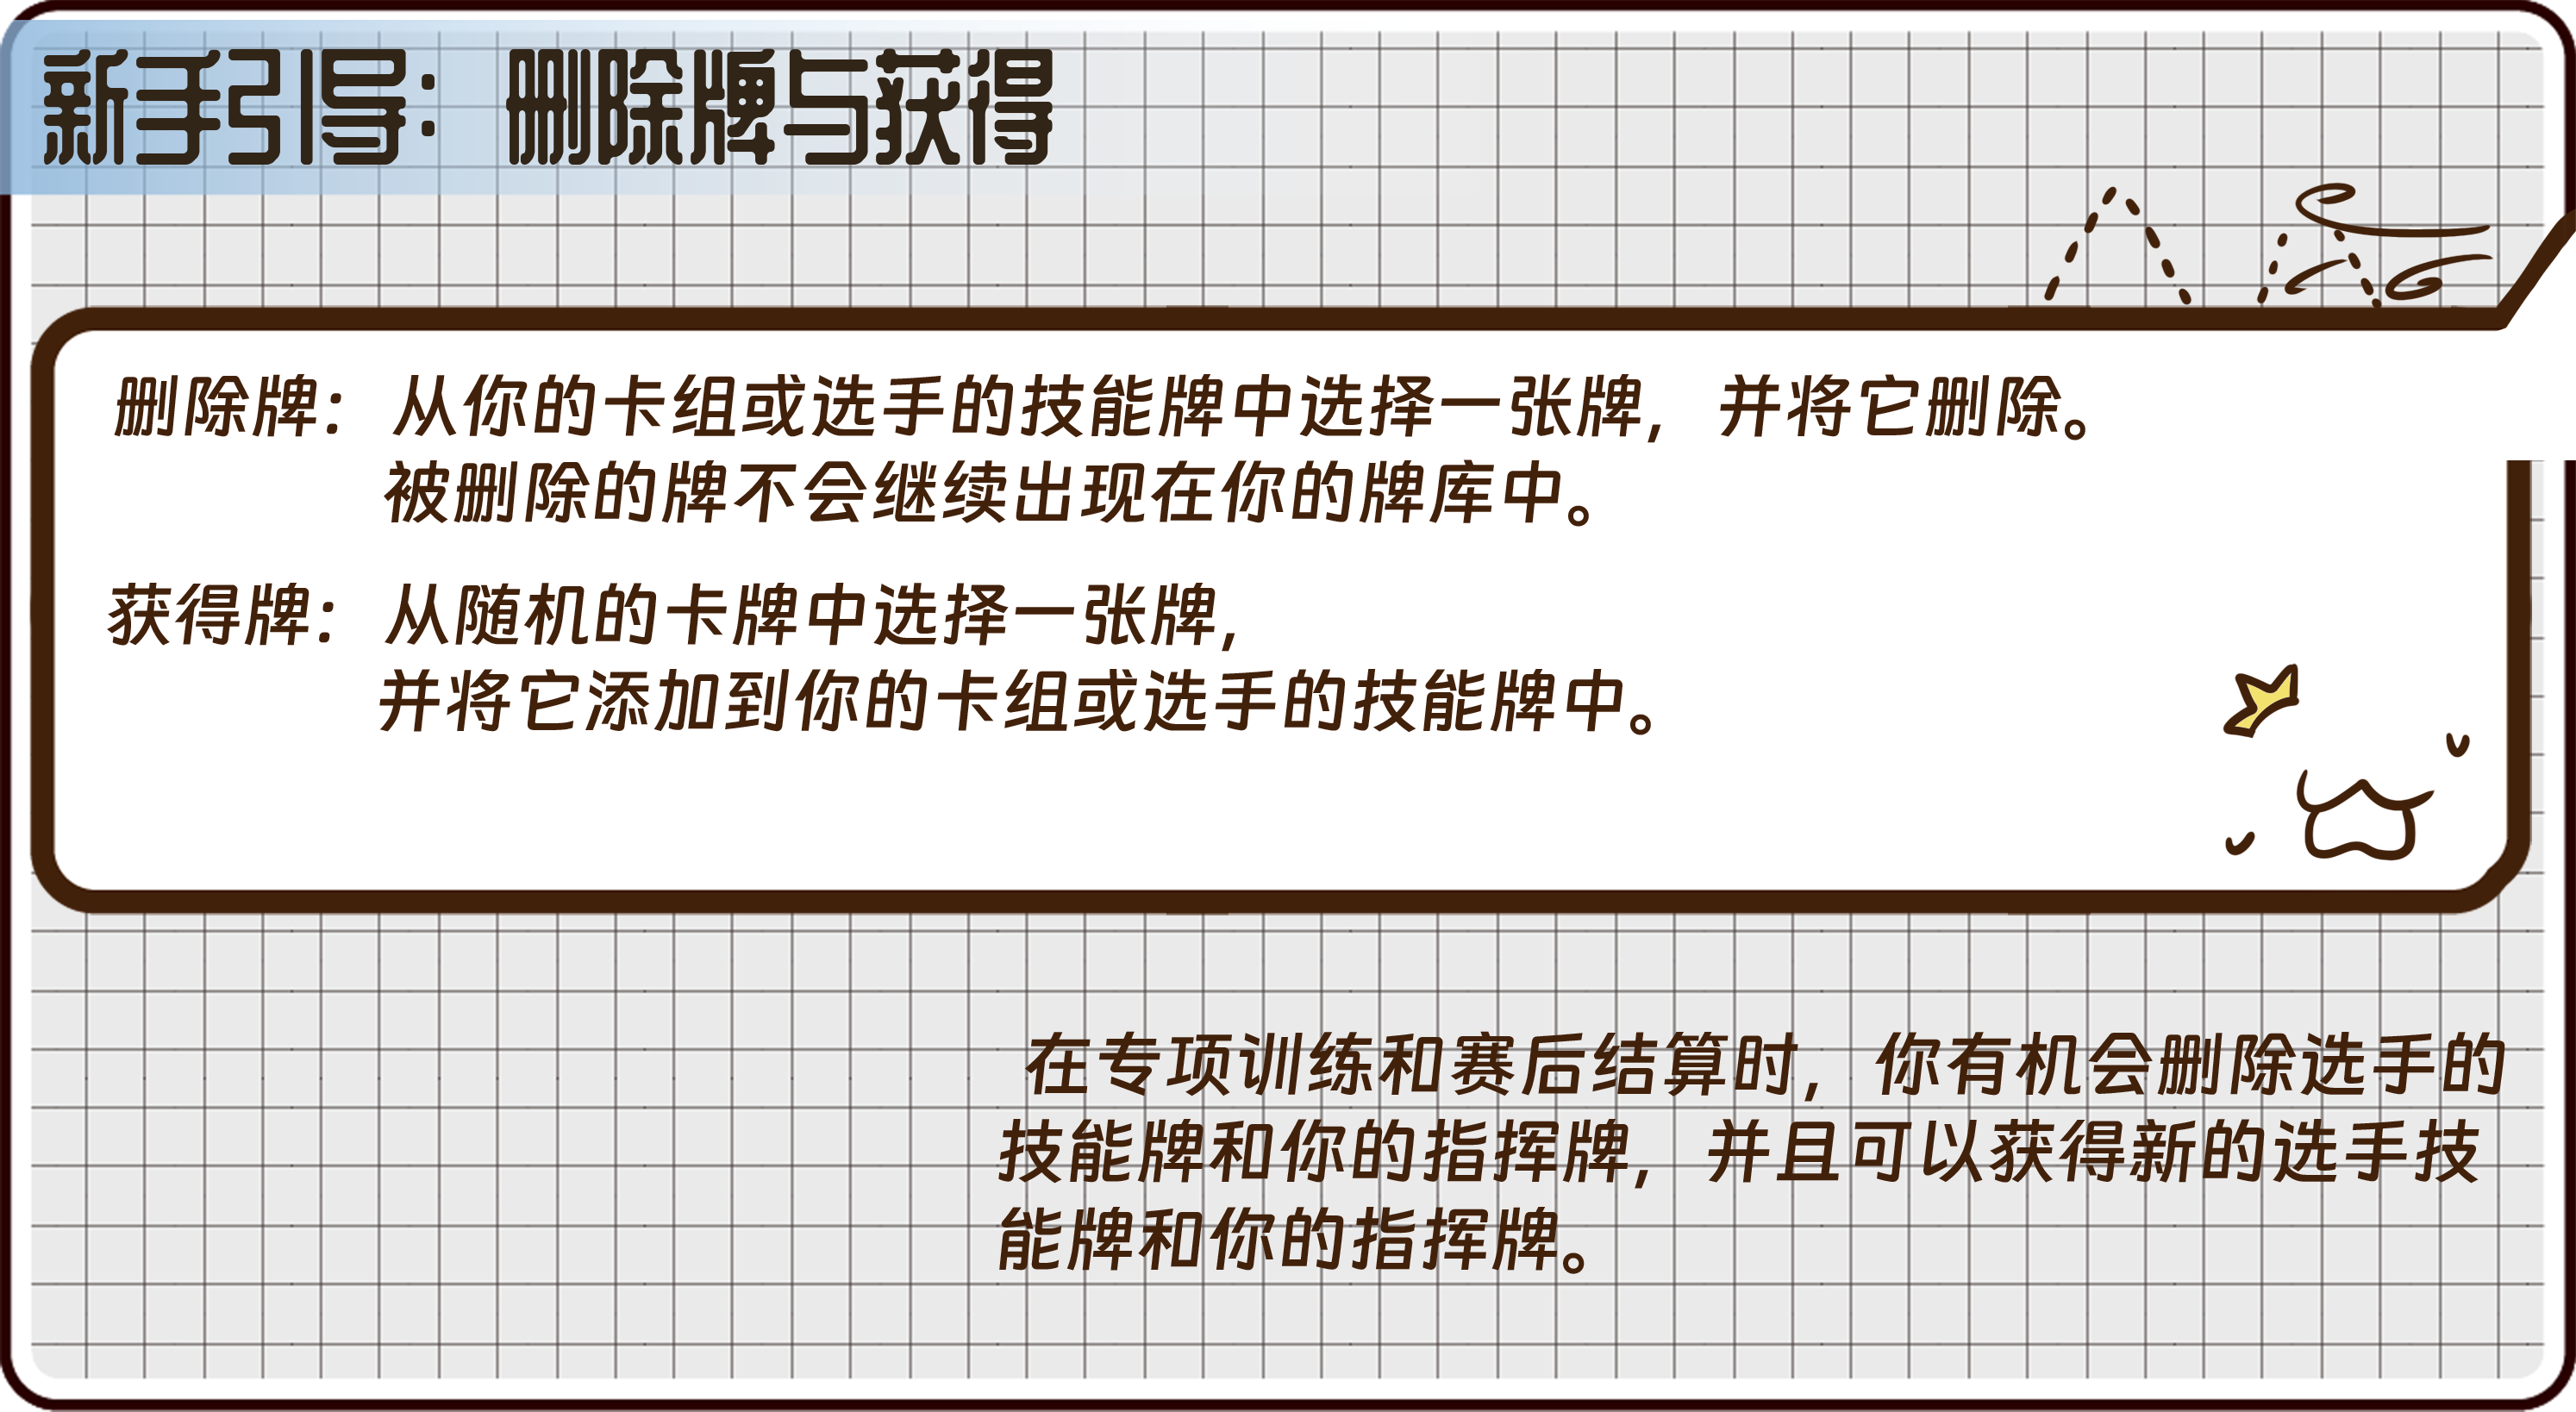 新手引导：删除牌与获得
删除牌：从你的卡组或选手的技能牌中选择一张牌，并将它删除。
被删除的牌不会继续出现在你的牌库中。
获得牌：从随机的卡牌中选择一张牌，
并将它添加到你的卡组或选手的技能牌中。
在专项训练和赛后结算时，你有机会删除选手的
技能牌和你的指挥牌，并且可以获得新的选手技
能牌和你的指挥牌。